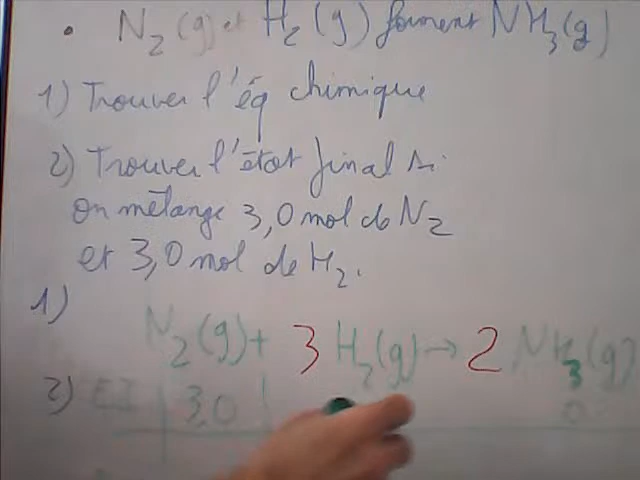 • N2(g) et H2(g) forment NH3(g)
1) Trouver l'éq chimique
2) Trouver l'état final si
on mélange 3,0 mol de N2
et 3,0 mol de H2.
1)
N2(g) + 3 H2(g) → 2 NH3(g)
2) EI | 3,0 | 0